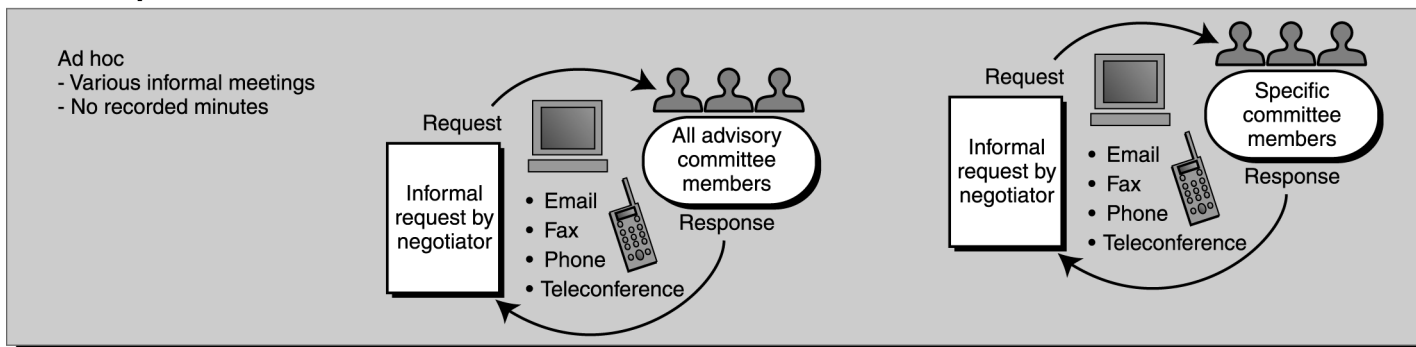 Ad hoc
- Various informal meetings
- No recorded minutes
Request
All advisory
committee
members
Informal
request by
negotiator
• Email
• Fax
• Phone
• Teleconference
Response
Request
Specific
committee
members
Informal
request by
negotiator
• Email
• Fax
• Phone
• Teleconference
Response